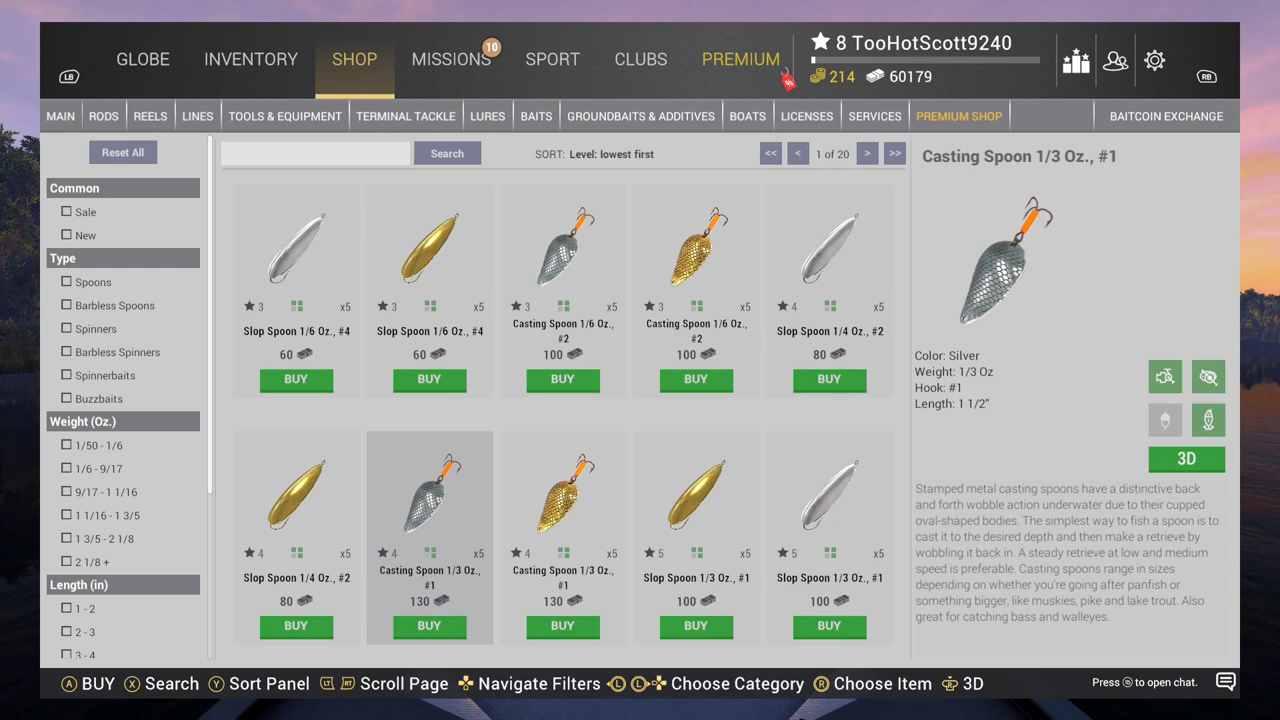 GLOBE INVENTORY SHOP MISSIONS 10 SPORT CLUBS PREMIUM
8 TooHotScott9240
214 60179
LB
RB
MAIN RODS REELS LINES TOOLS & EQUIPMENT TERMINAL TACKLE LURES BAITS GROUNDBAITS & ADDITIVES BOATS LICENSES SERVICES PREMIUM SHOP BAITCOIN EXCHANGE
Reset All
Common
Sale
New
Type
Spoons
Barbless Spoons
Spinners
Barbless Spinners
Spinnerbaits
Buzzbaits
Weight (Oz.)
1/50 - 1/6
1/6 - 9/17
9/17 - 1 1/16
1 1/16 - 1 3/5
1 3/5 - 2 1/8
2 1/8 +
Length (in)
1 - 2
2 - 3
3 - 4
Search SORT: Level: lowest first << < 1 of 20 > >>
3 x5
Slop Spoon 1/6 Oz., #4
60
BUY
3 x5
Slop Spoon 1/6 Oz., #4
60
BUY
3 x5
Casting Spoon 1/6 Oz.,
#2
100
BUY
3 x5
Casting Spoon 1/6 Oz.,
#2
100
BUY
4 x5
Slop Spoon 1/4 Oz., #2
80
BUY
4 x5
Slop Spoon 1/4 Oz., #2
80
BUY
4 x5
Casting Spoon 1/3 Oz.,
#1
130
BUY
4 x5
Casting Spoon 1/3 Oz.,
#1
130
BUY
5 x5
Slop Spoon 1/3 Oz., #1
100
BUY
5 x5
Slop Spoon 1/3 Oz., #1
100
BUY
Casting Spoon 1/3 Oz., #1
Color: Silver
Weight: 1/3 Oz
Hook: #1
Length: 1 1/2"
3D
Stamped metal casting spoons have a distinctive back
and forth wobble action underwater due to their cupped
oval-shaped bodies. The simplest way to fish a spoon is to
cast it to the desired depth and then make a retrieve by
wobbling it back in. A steady retrieve at low and medium
speed is preferable. Casting spoons range in sizes
depending on whether you're going after panfish or
something bigger, like muskies, pike and lake trout. Also
great for catching bass and walleyes.
A BUY X Search Y Sort Panel LT RT Scroll Page Navigate Filters L L Choose Category R Choose Item 3D
Press to open chat.